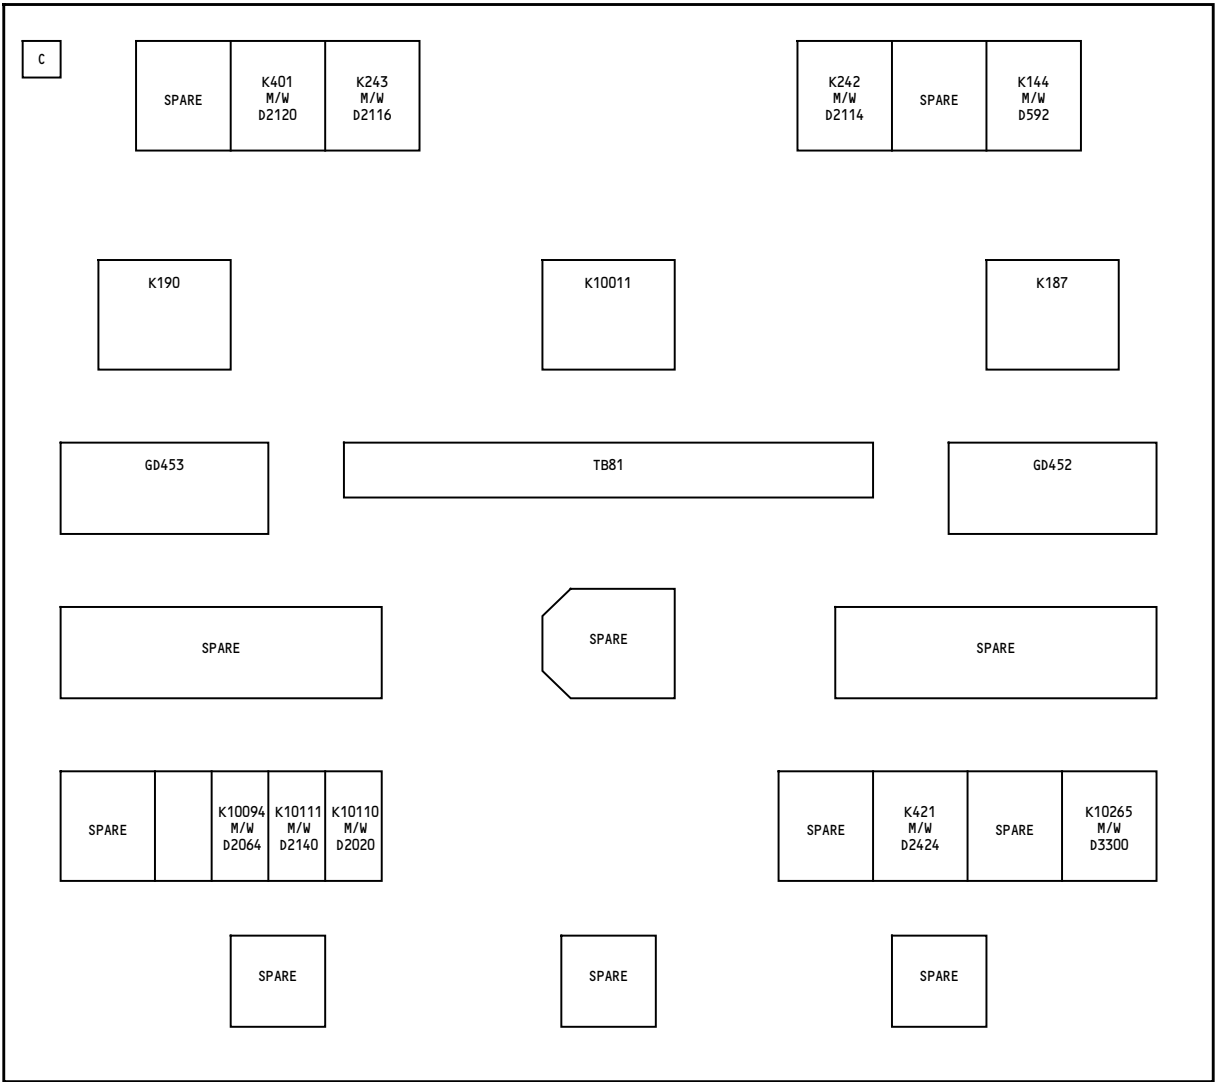 C
SPARE
K401
M/W
D2120
K243
M/W
D2116
K242
M/W
D2114
SPARE
K144
M/W
D592
K190
K10011
K187
GD453
TB81
GD452
SPARE
SPARE
SPARE
SPARE
K10094
M/W
D2064
K10111
M/W
D2140
K10110
M/W
D2020
SPARE
K421
M/W
D2424
SPARE
K10265
M/W
D3300
SPARE
SPARE
SPARE